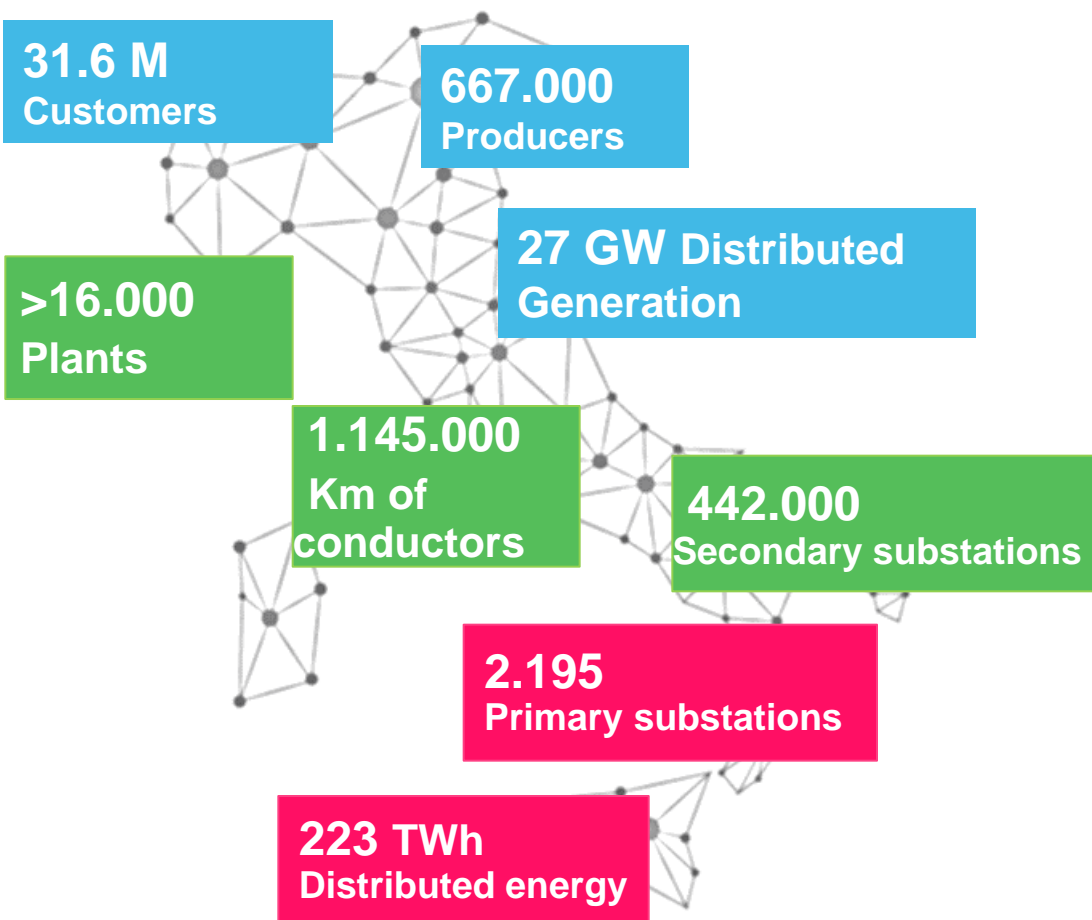 31.6 M
Customers
667.000
Producers
27 GW Distributed
Generation
>16.000
Plants
1.145.000
Km of
conductors
442.000
Secondary substations
2.195
Primary substations
223 TWh
Distributed energy